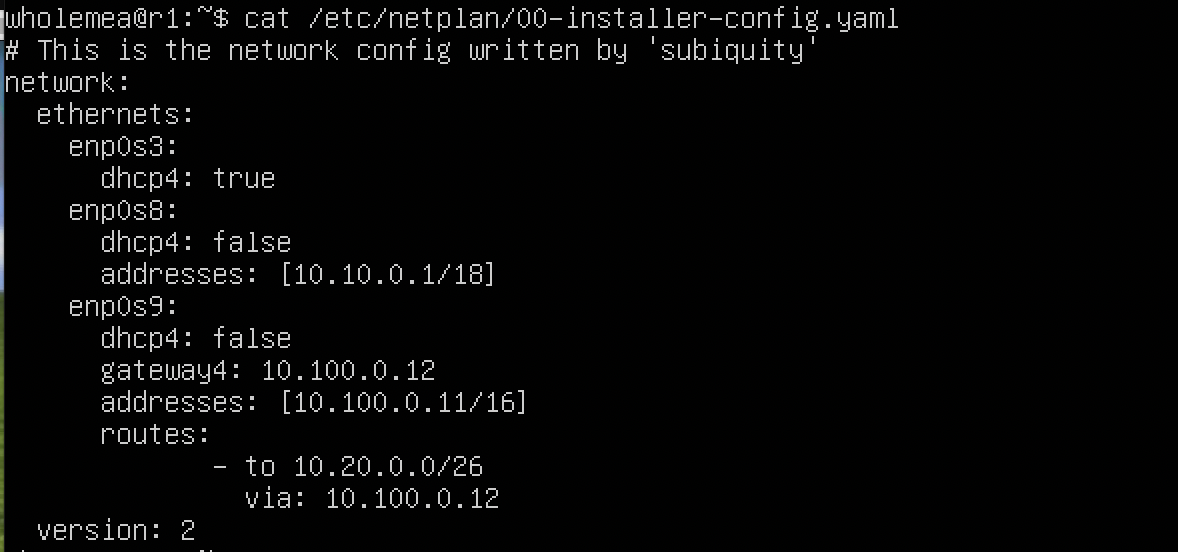 wholemea@r1:~$ cat /etc/netplan/00-installer-config.yaml
# This is the network config written by 'subiquity'
network:
  ethernets:
    enp0s3:
      dhcp4: true
    enp0s8:
      dhcp4: false
      addresses: [10.10.0.1/18]
    enp0s9:
      dhcp4: false
      gateway4: 10.100.0.12
      addresses: [10.100.0.11/16]
      routes:
             - to 10.20.0.0/26
               via: 10.100.0.12
  version: 2